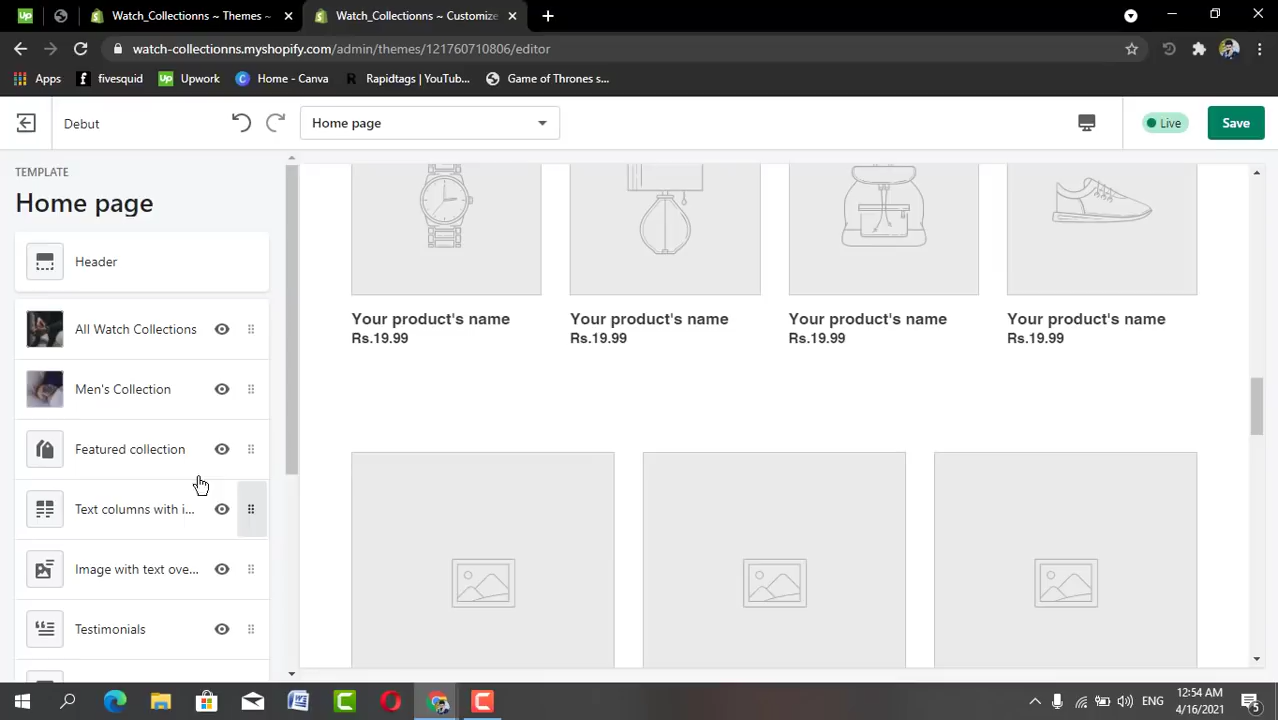 Up
Watch_Collectionns ~ Themes ~
Watch_Collectionns ~ Customize
watch-collectionns.myshopify.com/admin/themes/121760710806/editor
Apps
fivesquid
Up Upwork
C Home - Canva
R Rapidtags | YouTub...
Game of Thrones s...
Debut
Home page
Live
Save
TEMPLATE
Home page
Header
All Watch Collections
Men's Collection
Featured collection
Text columns with i...
Image with text ove...
Testimonials
Your product's name
Rs.19.99
Your product's name
Rs.19.99
Your product's name
Rs.19.99
Your product's name
Rs.19.99
ENG
12:54 AM
4/16/2021
5